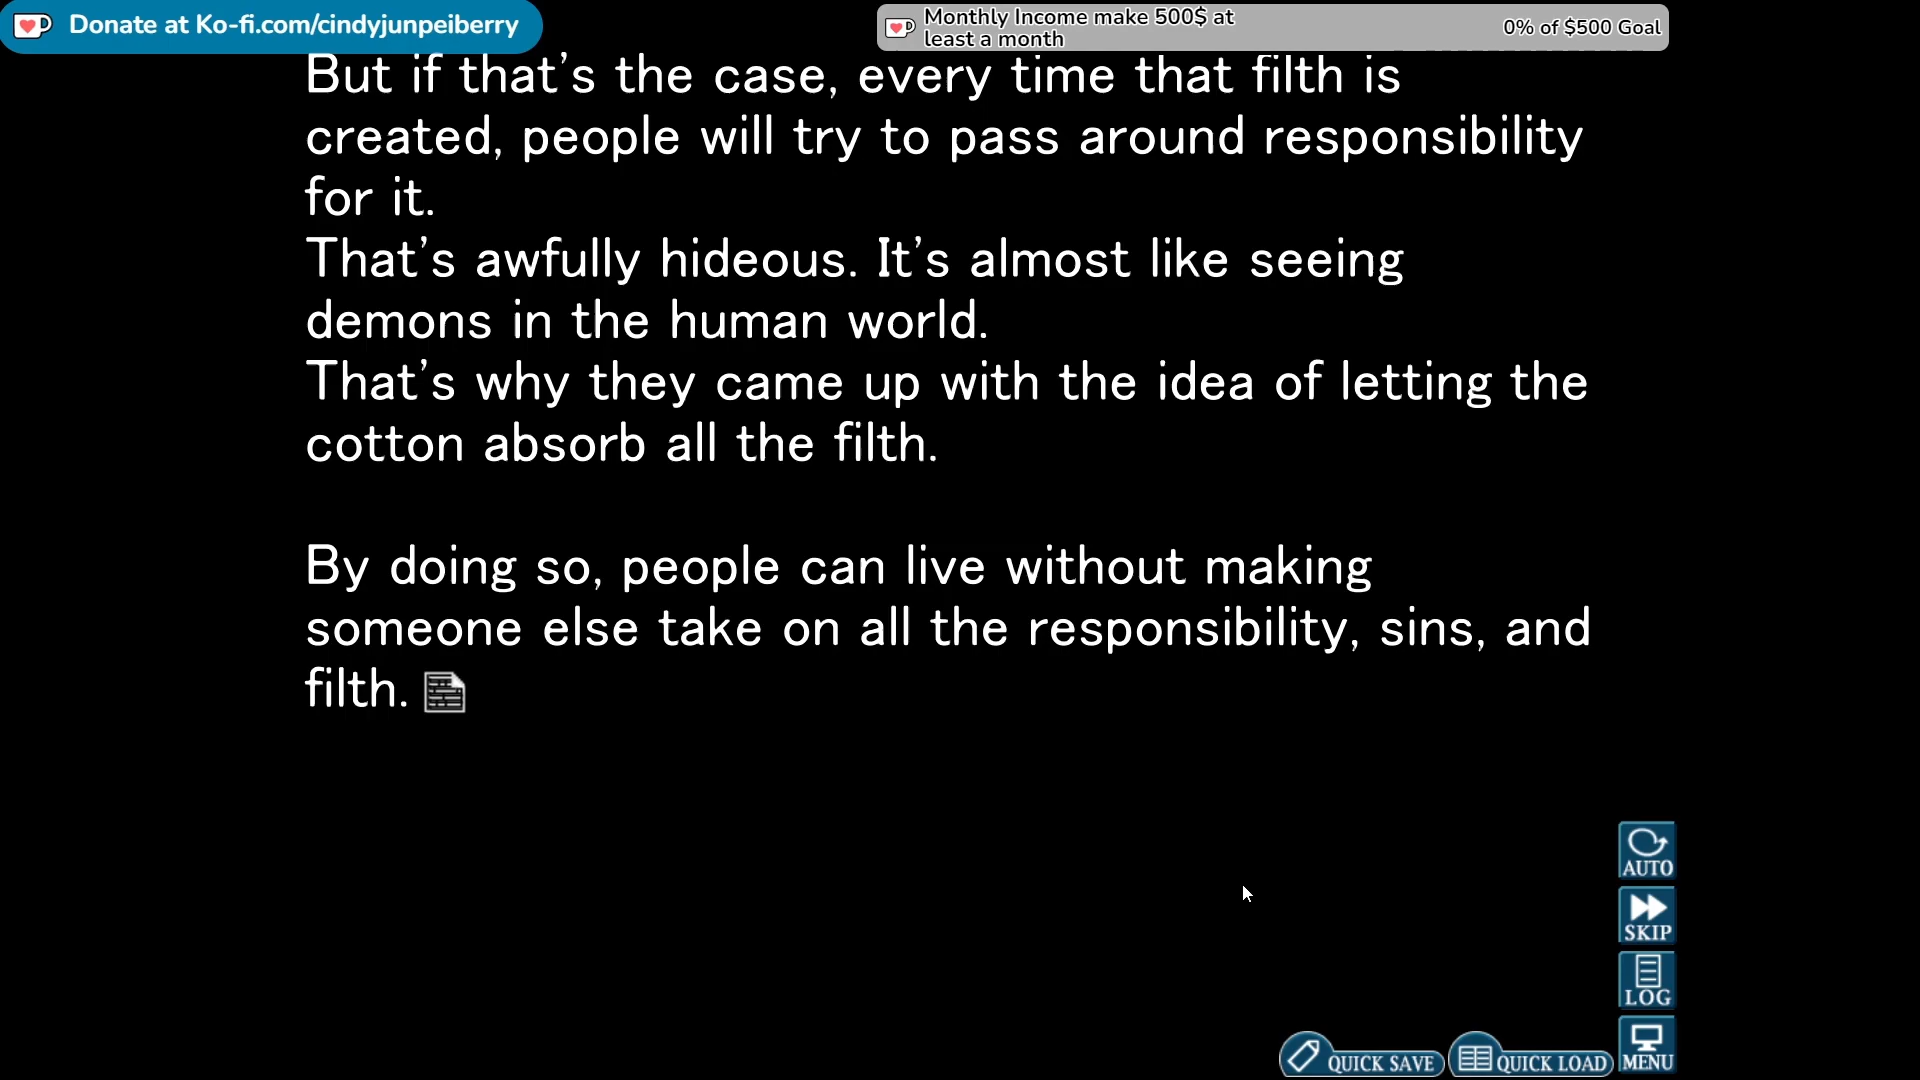 Donate at Ko-fi.com/cindyjunpeiberry
Monthly Income make 500$ at
least a month
0% of $500 Goal
But if that's the case, every time that filth is
created, people will try to pass around responsibility
for it.
That's awfully hideous. It's almost like seeing
demons in the human world.
That's why they came up with the idea of letting the
cotton absorb all the filth.
By doing so, people can live without making
someone else take on all the responsibility, sins, and
filth.
AUTO
SKIP
LOG
MENU
QUICK SAVE
QUICK LOAD